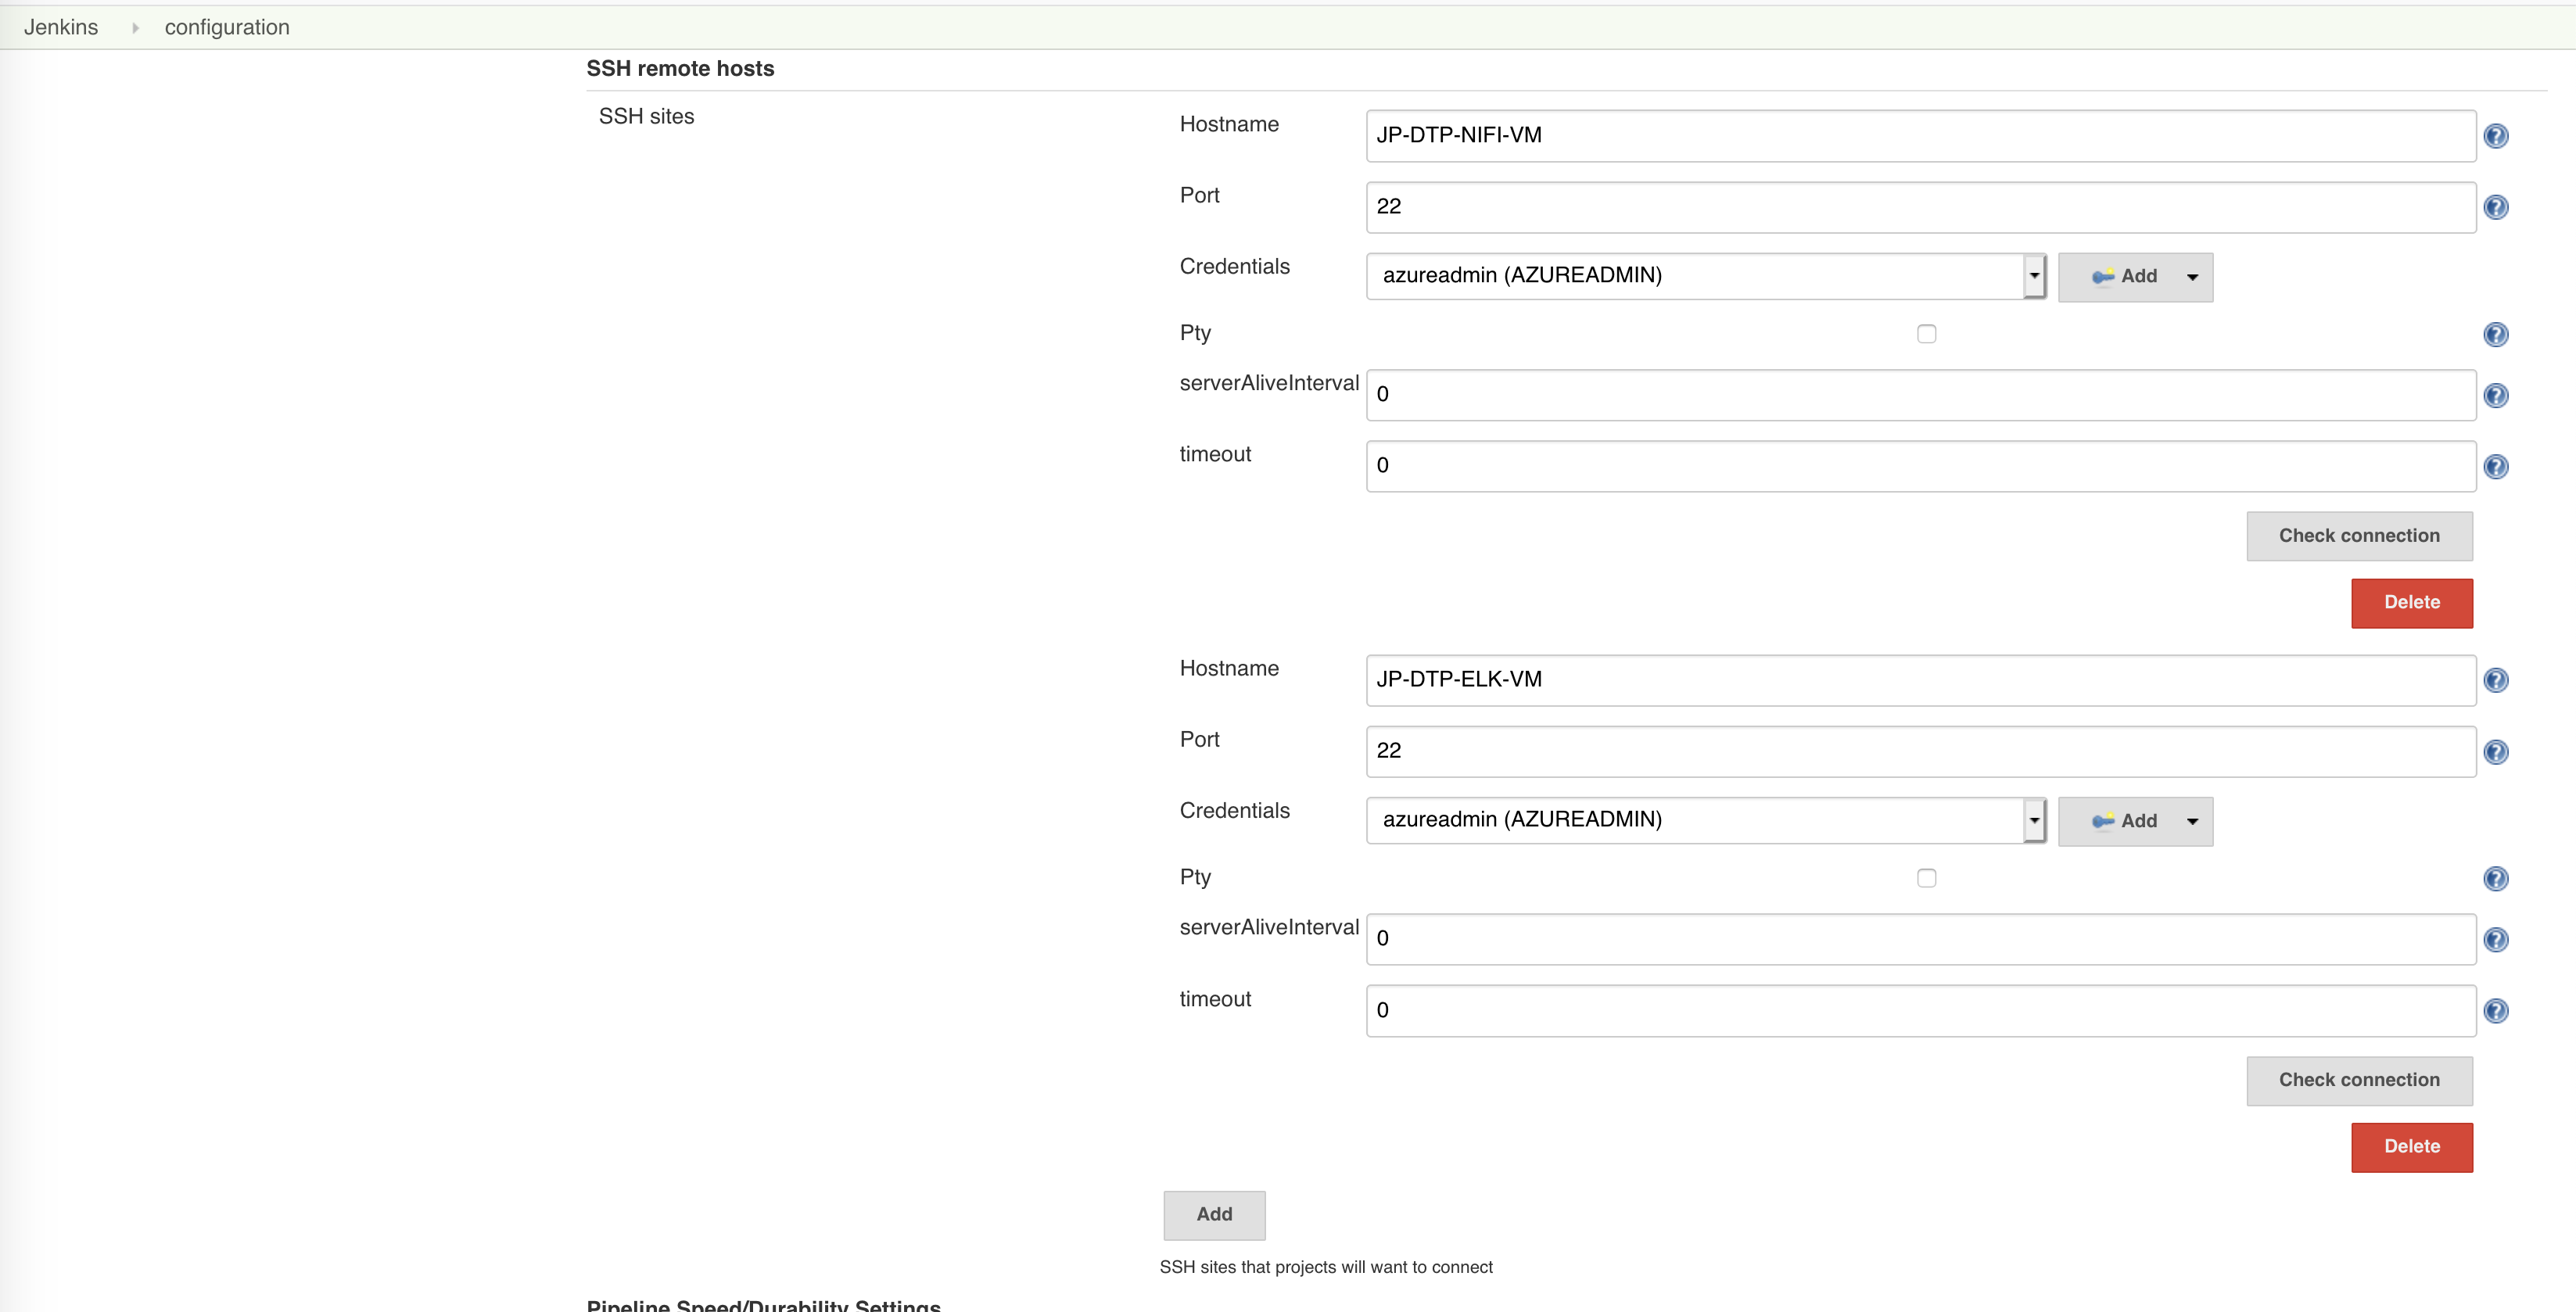 Jenkins configuration
SSH remote hosts
SSH sites
Hostname JP-DTP-NIFI-VM
Port 22
Credentials azureadmin (AZUREADMIN) Add
Pty
serverAliveInterval 0
timeout 0
Check connection
Delete
Hostname JP-DTP-ELK-VM
Port 22
Credentials azureadmin (AZUREADMIN) Add
Pty
serverAliveInterval 0
timeout 0
Check connection
Delete
Add
SSH sites that projects will want to connect
Pipeline Speed/Durability Settings